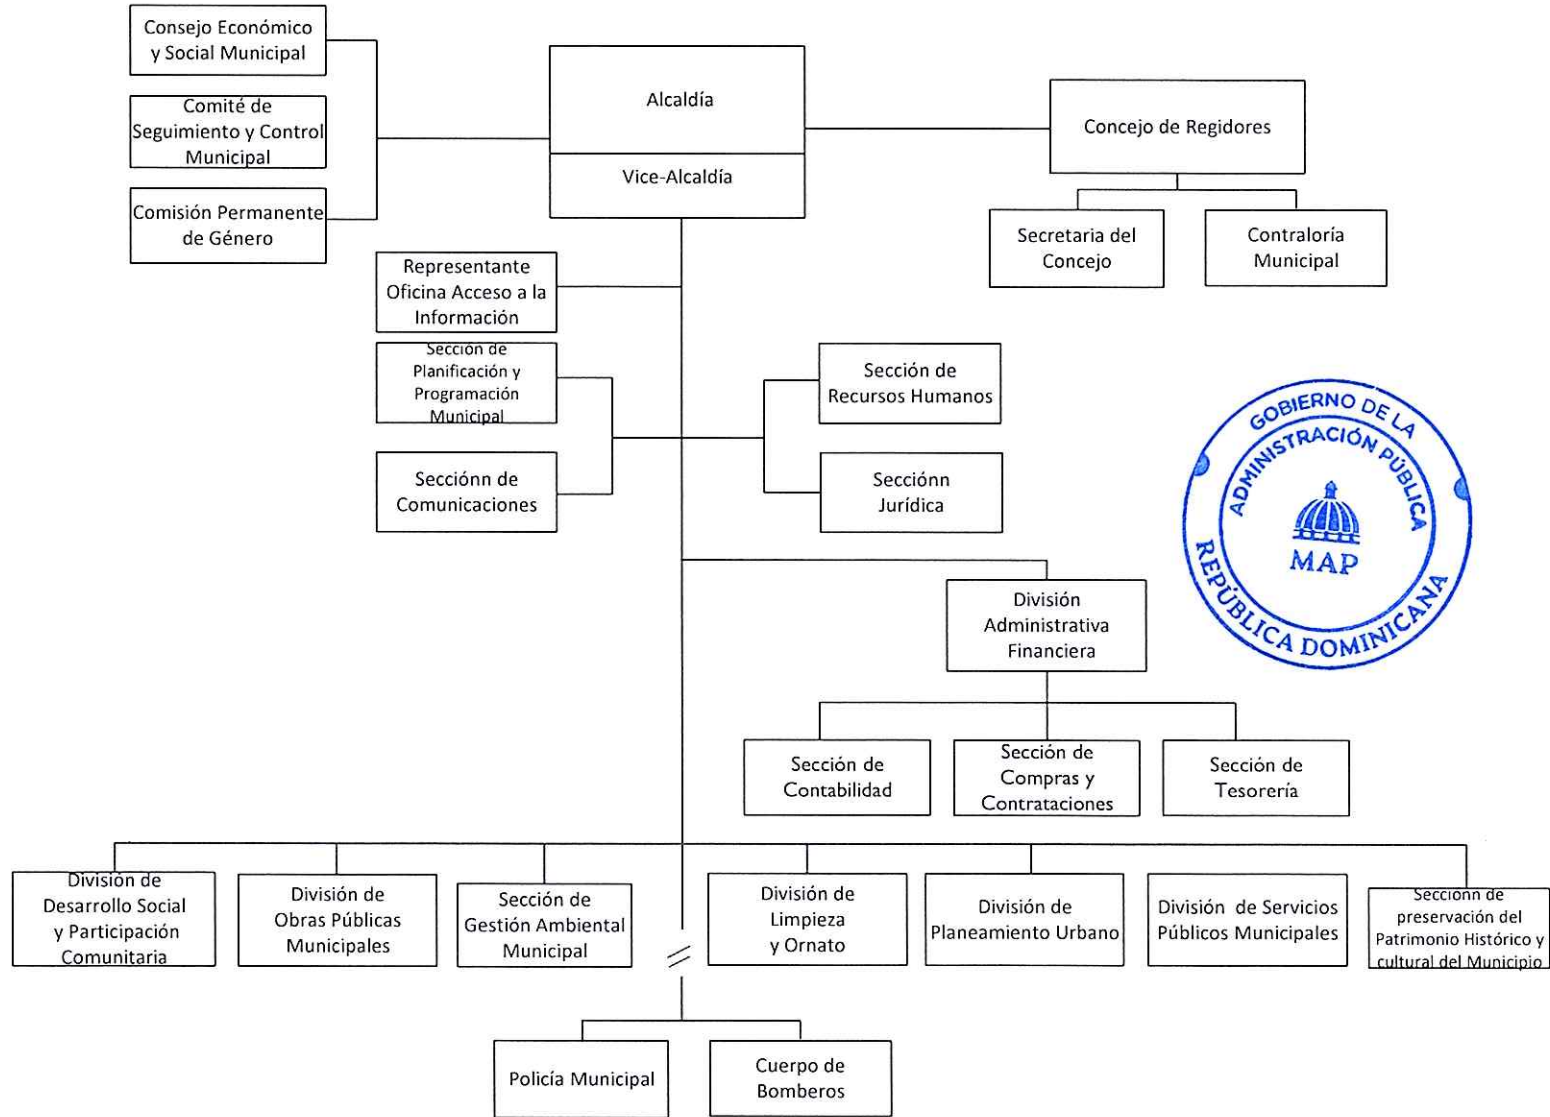 Consejo Económico
y Social Municipal
Comité de
Seguimiento y Control
Municipal
Comisión Permanente
de Género
Alcaldía
Vice-Alcaldía
Concejo de Regidores
Secretaria del
Concejo
Contraloría
Municipal
Representante
Oficina Acceso a la
Información
Sección de
Planificación y
Programación
Municipal
Secciónn de
Comunicaciones
Sección de
Recursos Humanos
Secciónn
Jurídica
GOBIERNO DE LA
REPÚBLICA DOMINICANA
ADMINISTRACIÓN PÚBLICA
MAP
División
Administrativa
Financiera
Sección de
Contabilidad
Sección de
Compras y
Contrataciones
Sección de
Tesorería
División de
Desarrollo Social
y Participación
Comunitaria
División de
Obras Públicas
Municipales
Sección de
Gestión Ambiental
Municipal
División de
Limpieza
y Ornato
División de
Planeamiento Urbano
División de Servicios
Públicos Municipales
Secciónn de
preservación del
Patrimonio Histórico y
cultural del Municipio
Policía Municipal
Cuerpo de
Bomberos